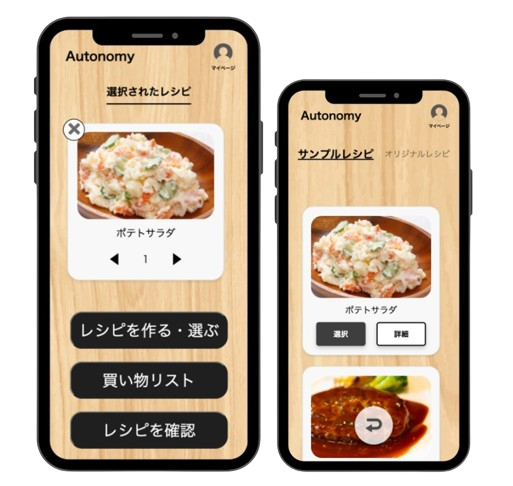 Autonomy
マイページ
選択されたレシピ
ポテトサラダ
1
レシピを作る・選ぶ
買い物リスト
レシピを確認
Autonomy
マイページ
サンプルレシピ オリジナルレシピ
ポテトサラダ
選択 詳細